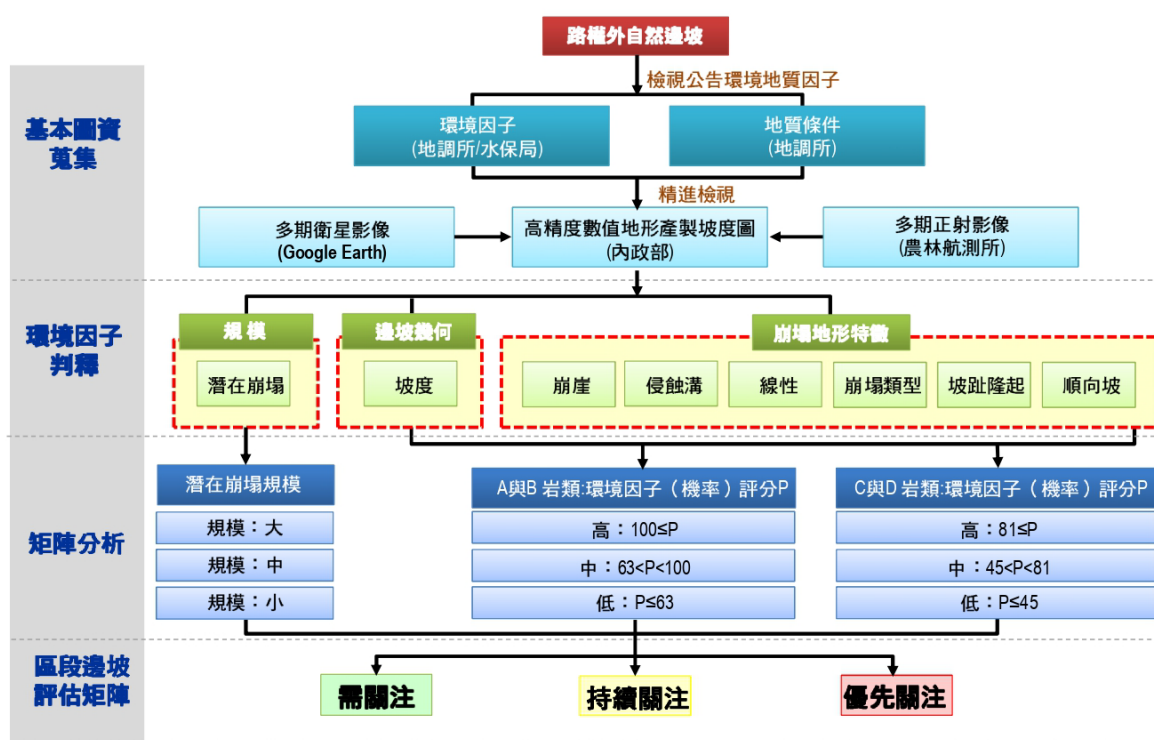 路權外自然邊坡
檢視公告環境地質因子
基本圖資
蒐集
環境因子
(地調所/水保局)
地質條件
(地調所)
精進檢視
多期衛星影像
(Google Earth)
高精度數值地形產製坡度圖
(內政部)
多期正射影像
(農林航測所)
環境因子
判釋
規模
邊坡幾何
崩塌地形特徵
潛在崩塌
坡度
崩崖
侵蝕溝
線性
崩塌類型
坡趾隆起
順向坡
矩陣分析
潛在崩塌規模
A與B 岩類:環境因子（機率）評分P
C與D 岩類:環境因子（機率）評分P
規模：大
高：100≤P
高：81≤P
規模：中
中：63<P<100
中：45<P<81
規模：小
低：P≤63
低：P≤45
區段邊坡
評估矩陣
需關注
持續關注
優先關注